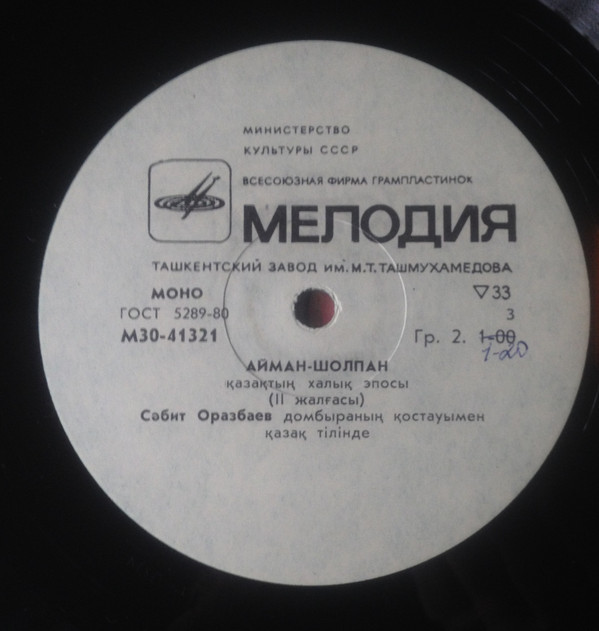 МИНИСТЕРСТВО
КУЛЬТУРЫ СССР
ВСЕСОЮЗНАЯ ФИРМА ГРАМПЛАСТИНОК
МЕЛОДИЯ
ТАШКЕНТСКИЙ ЗАВОД ИМ. М.Т. ТАШМУХАМЕДОВА
МОНО ▽33
ГОСТ 5289-80 3
М30-41321 Гр. 2. 1-00
1-20
АЙМАН-ШОЛПАН
қазақтың халық эпосы
(II жалғасы)
Сәбит Оразбаев домбыраның қостауымен
қазақ тілінде